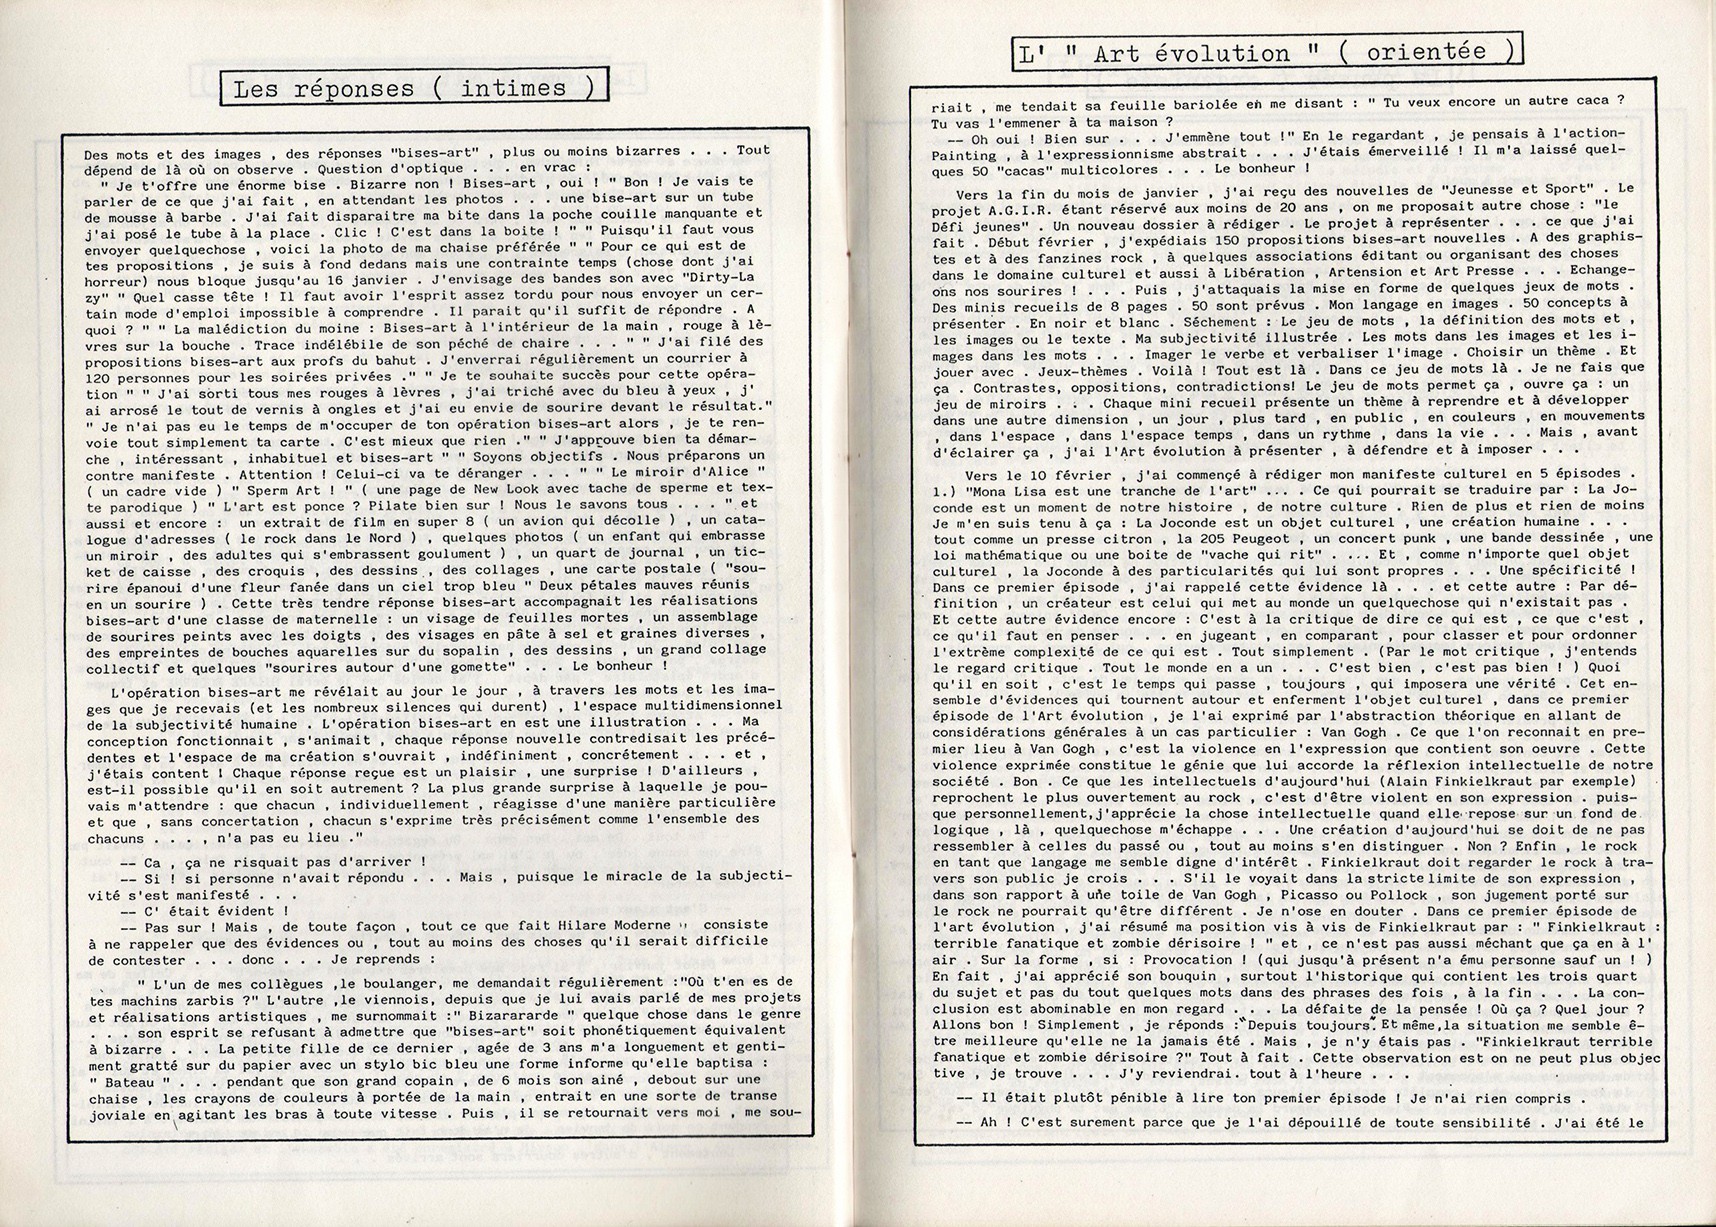 Les réponses ( intimes )
Des mots et des images , des réponses "bises-art" , plus ou moins bizarres . . . Tout
dépend de là où on observe . Question d'optique . . . en vrac :
" Je t'offre une énorme bise . Bizarre non ! Bises-art , oui ! " Bon ! Je vais te
parler de ce que j'ai fait , en attendant les photos . . . une bise-art sur un tube
de mousse à barbe . J'ai fait disparaitre ma bite dans la poche couille manquante et
j'ai posé le tube à la place . Clic ! C'est dans la boite ! " " Puisqu'il faut vous
envoyer quelquechose , voici la photo de ma chaise préférée " " Pour ce qui est de
tes propositions , je suis à fond dedans mais une contrainte temps (chose dont j'ai
horreur) nous bloque jusqu'au 16 janvier . J'envisage des bandes son avec "Dirty-La
zy" " Quel casse tête ! Il faut avoir l'esprit assez tordu pour nous envoyer un cer-
tain mode d'emploi impossible à comprendre . Il parait qu'il suffit de répondre . A
quoi ? " " La malédiction du moine : Bises-art à l'intérieur de la main , rouge à lè-
vres sur la bouche . Trace indélébile de son péché de chaire . . . " " J'ai filé des
propositions bises-art aux profs du bahut . J'enverrai régulièrement un courrier à
120 personnes pour les soirées privées ." " Je te souhaite succès pour cette opéra-
tion " " J'ai sorti tous mes rouges à lèvres , j'ai triché avec du bleu à yeux , j'
ai arrosé le tout de vernis à ongles et j'ai eu envie de sourire devant le résultat."
" Je n'ai pas eu le temps de m'occuper de ton opération bises-art alors , je te ren-
voie tout simplement ta carte . C'est mieux que rien ." " J'approuve bien ta démar-
che , intéressant , inhabituel et bises-art " " Soyons objectifs . Nous préparons un
contre manifeste . Attention ! Celui-ci va te déranger . . . " " Le miroir d'Alice "
( un cadre vide ) " Sperm Art ! " ( une page de New Look avec tache de sperme et tex-
te parodique ) " L'art est ponce ? Pilate bien sur ! Nous le savons tous . . . " et
aussi et encore : un extrait de film en super 8 ( un avion qui décolle ) , un cata-
logue d'adresses ( le rock dans le Nord ) , quelques photos ( un enfant qui embrasse
un miroir , des adultes qui s'embrassent goulument ) , un quart de journal , un tic-
ket de caisse , des croquis , des dessins , des collages , une carte postale ( "sou-
rire épanoui d'une fleur fanée dans un ciel trop bleu " Deux pétales mauves réunis
en un sourire ) . Cette très tendre réponse bises-art accompagnait les réalisations
bises-art d'une classe de maternelle : un visage de feuilles mortes , un assemblage
de sourires peints avec les doigts , des visages en pâte à sel et graines diverses ,
des empreintes de bouches aquarelles sur du sopalin , des dessins , un grand collage
collectif et quelques "sourires autour d'une gomette" . . . Le bonheur !
L'opération bises-art me révélait au jour le jour , à travers les mots et les ima-
ges que je recevais (et les nombreux silences qui durent) , l'espace multidimensionnel
de la subjectivité humaine . L'opération bises-art en est une illustration . . . Ma
conception fonctionnait , s'animait , chaque réponse nouvelle contredisait les précé-
dentes et l'espace de ma création s'ouvrait , indéfiniment , concrétement . . . et ,
j'étais content ! Chaque réponse reçue est un plaisir , une surprise ! D'ailleurs ,
est-il possible qu'il en soit autrement ? La plus grande surprise à laquelle je pou-
vais m'attendre : que chacun , individuellement , réagisse d'une manière particulière
et que , sans concertation , chacun s'exprime très précisément comme l'ensemble des
chacuns . . . , n'a pas eu lieu ."
-- Ca , ça ne risquait pas d'arriver !
-- Si ! si personne n'avait répondu . . . Mais , puisque le miracle de la subjecti-
vité s'est manifesté . . .
-- C' était évident !
-- Pas sur ! Mais , de toute façon , tout ce que fait Hilare Moderne " consiste
à ne rappeler que des évidences ou , tout au moins des choses qu'il serait difficile
de contester . . . donc . . . Je reprends :
" L'un de mes collègues ,le boulanger, me demandait régulièrement :"Où t'en es de
tes machins zarbis ?" L'autre ,le viennois, depuis que je lui avais parlé de mes projets
et réalisations artistiques , me surnommait :" Bizarararde " quelque chose dans le genre
. . . son esprit se refusant à admettre que "bises-art" soit phonétiquement équivalent
à bizarre . . . La petite fille de ce dernier , agée de 3 ans m'a longuement et genti-
ment gratté sur du papier avec un stylo bic bleu une forme informe qu'elle baptisa :
" Bateau " . . . pendant que son grand copain , de 6 mois son ainé , debout sur une
chaise , les crayons de couleurs à portée de la main , entrait en une sorte de transe
joviale en agitant les bras à toute vitesse . Puis , il se retournait vers moi , me sou-
L' " Art évolution " ( orientée )
riait , me tendait sa feuille bariolée en me disant : " Tu veux encore un autre caca ?
Tu vas l'emmener à ta maison ?
-- Oh oui ! Bien sur . . . J'emmène tout !" En le regardant , je pensais à l'action-
Painting , à l'expressionnisme abstrait . . . J'étais émerveillé ! Il m'a laissé quel-
ques 50 "cacas" multicolores . . . Le bonheur !
Vers la fin du mois de janvier , j'ai reçu des nouvelles de "Jeunesse et Sport" . Le
projet A.G.I.R. étant réservé aux moins de 20 ans , on me proposait autre chose : "le
Défi jeunes" . Un nouveau dossier à rédiger . Le projet à représenter . . . ce que j'ai
fait . Début février , j'expédiais 150 propositions bises-art nouvelles . A des graphis-
tes et à des fanzines rock , à quelques associations éditant ou organisant des choses
dans le domaine culturel et aussi à Libération , Artension et Art Presse . . . Echange-
ons nos sourires ! . . . Puis , j'attaquais la mise en forme de quelques jeux de mots .
Des minis recueils de 8 pages . 50 sont prévus . Mon langage en images . 50 concepts à
présenter . En noir et blanc . Séchement : Le jeu de mots , la définition des mots et ,
les images ou le texte . Ma subjectivité illustrée . Les mots dans les images et les i-
mages dans les mots . . . Imager le verbe et verbaliser l'image . Choisir un thème . Et
jouer avec . Jeux-thèmes . Voilà ! Tout est là . Dans ce jeu de mots là . Je ne fais que
ça . Contrastes, oppositions, contradictions! Le jeu de mots permet ça , ouvre ça : un
jeu de miroirs . . . Chaque mini recueil présente un thème à reprendre et à développer
dans une autre dimension , un jour , plus tard , en public , en couleurs , en mouvements
, dans l'espace , dans l'espace temps , dans un rythme , dans la vie . . . Mais , avant
d'éclairer ça , j'ai l'Art évolution à présenter , à défendre et à imposer . . .
Vers le 10 février , j'ai commençé à rédiger mon manifeste culturel en 5 épisodes .
1.) "Mona Lisa est une tranche de l'art" ... . Ce qui pourrait se traduire par : La Jo-
conde est un moment de notre histoire , de notre culture . Rien de plus et rien de moins
Je m'en suis tenu à ça : La Joconde est un objet culturel , une création humaine . . .
tout comme un presse citron , la 205 Peugeot , un concert punk , une bande dessinée , une
loi mathématique ou une boite de "vache qui rit" . ... Et , comme n'importe quel objet
culturel , la Joconde à des particularités qui lui sont propres . . . Une spécificité !
Dans ce premier épisode , j'ai rappelé cette évidence là . . . et cette autre : Par dé-
finition , un créateur est celui qui met au monde un quelquechose qui n'existait pas .
Et cette autre évidence encore : C'est à la critique de dire ce qui est , ce que c'est ,
ce qu'il faut en penser . . . en jugeant , en comparant , pour classer et pour ordonner
l'extrème complexité de ce qui est . Tout simplement . (Par le mot critique , j'entends
le regard critique . Tout le monde en a un . . . C'est bien , c'est pas bien ! ) Quoi
qu'il en soit , c'est le temps qui passe , toujours , qui imposera une vérité . Cet en-
semble d'évidences qui tournent autour et enferment l'objet culturel , dans ce premier
épisode de l'Art évolution , je l'ai exprimé par l'abstraction théorique en allant de
considérations générales à un cas particulier : Van Gogh . Ce que l'on reconnait en pre-
mier lieu à Van Gogh , c'est la violence en l'expression que contient son oeuvre . Cette
violence exprimée constitue le génie que lui accorde la réflexion intellectuelle de notre
société . Bon . Ce que les intellectuels d'aujourd'hui (Alain Finkielkraut par exemple)
reprochent le plus ouvertement au rock , c'est d'être violent en son expression . puis-
que personnellement,j'apprécie la chose intellectuelle quand elle repose sur un fond de
logique , là , quelquechose m'échappe . . . Une création d'aujourd'hui se doit de ne pas
ressembler à celles du passé ou , tout au moins s'en distinguer . Non ? Enfin , le rock
en tant que langage me semble digne d'intérêt . Finkielkraut doit regarder le rock à tra-
vers son public je crois . . . S'il le voyait dans la stricte limite de son expression ,
dans son rapport à une toile de Van Gogh , Picasso ou Pollock , son jugement porté sur
le rock ne pourrait qu'être différent . Je n'ose en douter . Dans ce premier épisode de
l'art évolution , j'ai résumé ma position vis à vis de Finkielkraut par : " Finkielkraut :
terrible fanatique et zombie dérisoire ! " et , ce n'est pas aussi méchant que ça en à l'
air . Sur la forme , si : Provocation ! (qui jusqu'à présent n'a ému personne sauf un ! )
En fait , j'ai apprécié son bouquin , surtout l'historique qui contient les trois quart
du sujet et pas du tout quelques mots dans des phrases des fois , à la fin . . . La con-
clusion est abominable en mon regard . . . La défaite de la pensée ! Où ça ? Quel jour ?
Allons bon ! Simplement , je réponds :"Depuis toujours". Et même,la situation me semble ê-
tre meilleure qu'elle ne la jamais été . Mais , je n'y étais pas . "Finkielkraut terrible
fanatique et zombie dérisoire ?" Tout à fait . Cette observation est on ne peut plus objec
tive , je trouve . . . J'y reviendrai. tout à l'heure . . .
-- Il était plutôt pénible à lire ton premier épisode ! Je n'ai rien compris .
-- Ah ! C'est surement parce que je l'ai dépouillé de toute sensibilité . J'ai été le